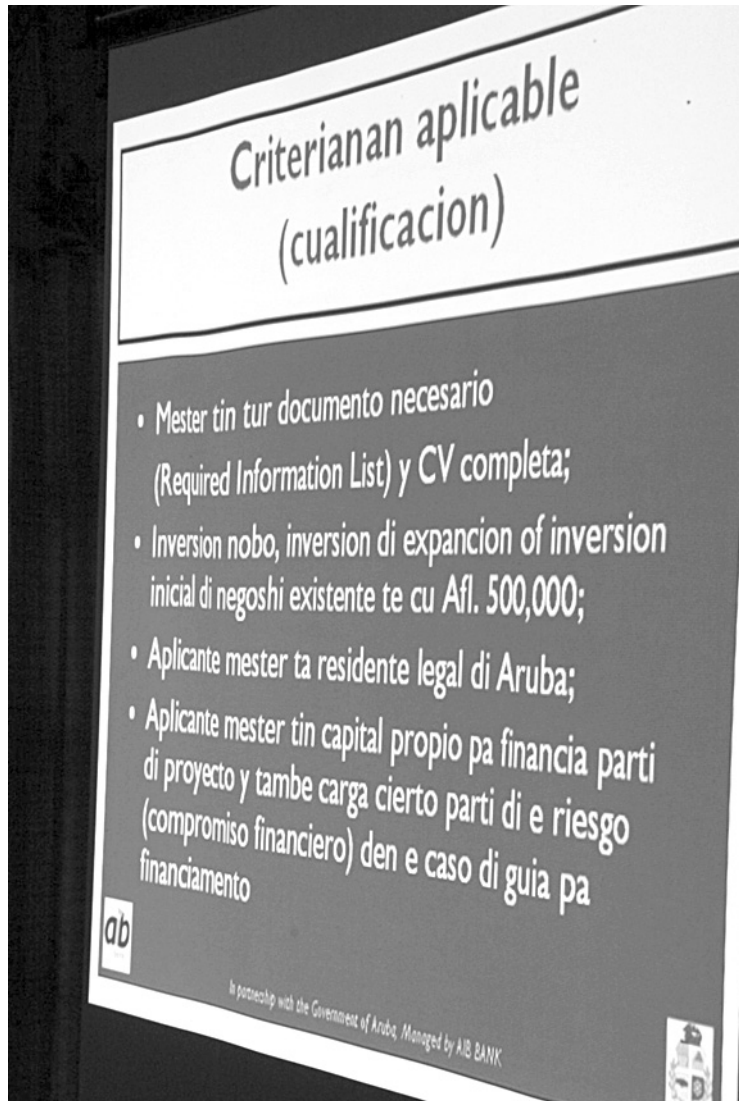 Criterianan aplicable
(cualificacion)
• Mester tin tur documento necesario
(Required Information List) y CV completa;
• Inversion nobo, inversion di expancion of inversion
inicial di negoshi existente te cu Afl. 500,000;
• Aplicante mester ta residente legal di Aruba;
• Aplicante mester tin capital propio pa financia parti
di proyecto y tambe carga cierto parti di e riesgo
(compromiso financiero) den e caso di guia pa
financiamento
ab
In partnership with the Government of Aruba, Managed by AIB BANK